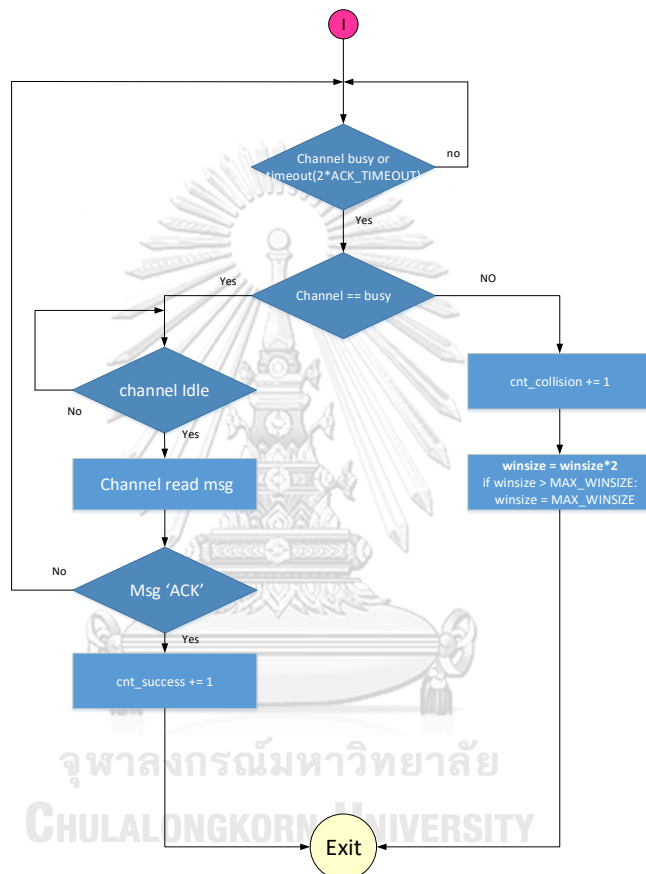 I
Channel busy or
timeout(2*ACK_TIMEOUT)
no
Yes
Channel == busy
Yes
NO
channel Idle
No
Yes
cnt_collision += 1
Channel read msg
winsize = winsize*2
if winsize > MAX_WINSIZE:
winsize = MAX_WINSIZE
Msg ‘ACK’
No
Yes
cnt_success += 1
จุฬาลงกรณ์มหาวิทยาลัย
CHULALONGKORN UNIVERSITY
Exit